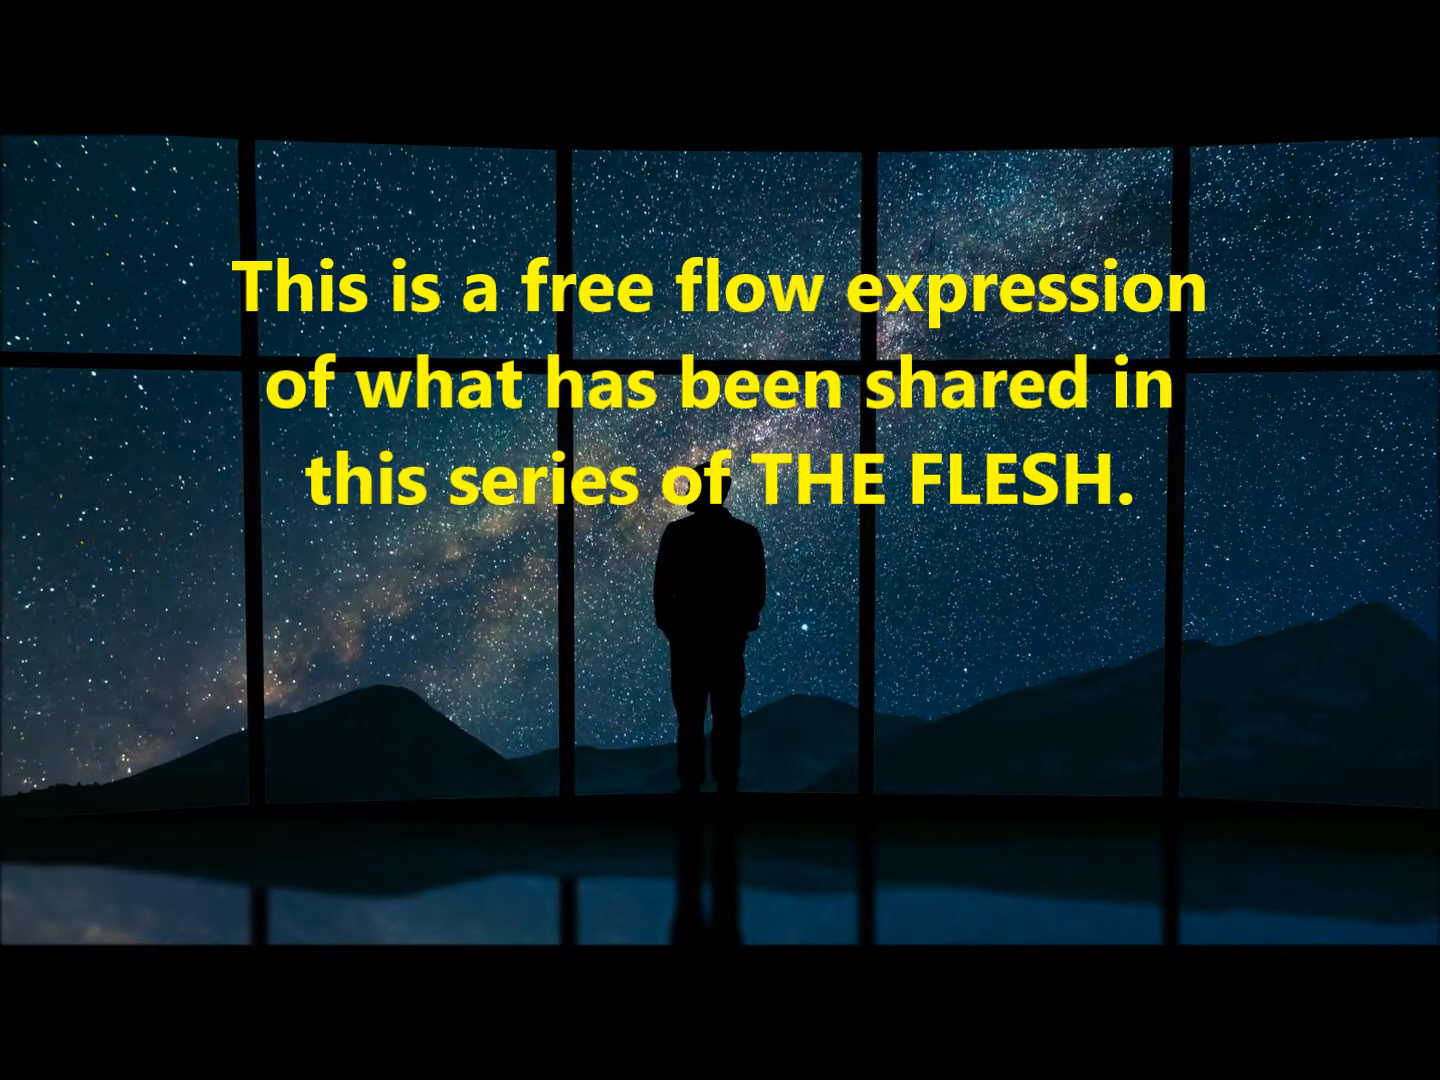 This is a free flow expression
of what has been shared in
this series of THE FLESH.